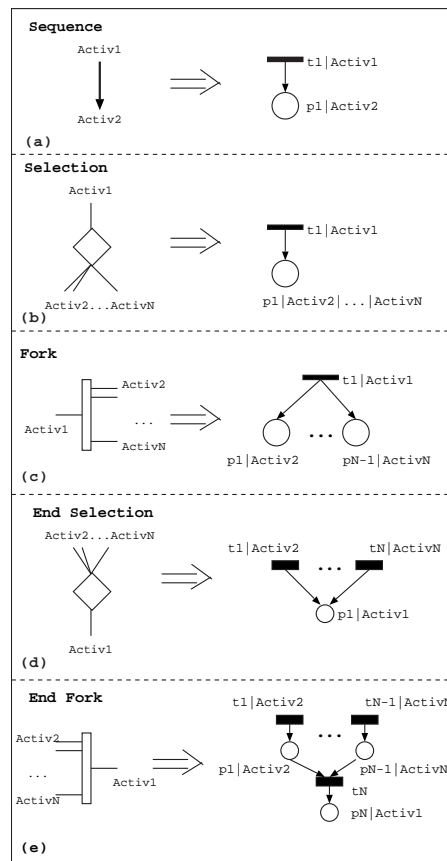 Sequence
Activ1
t1|Activ1
p1|Activ2
Activ2
(a)
Selection
Activ1
t1|Activ1
Activ2...ActivN
p1|Activ2|...|ActivN
(b)
Fork
Activ2
t1|Activ1
Activ1
...
...
ActivN
p1|Activ2
pN-1|ActivN
(c)
End Selection
Activ2...ActivN
t1|Activ2
tN|ActivN
...
p1|Activ1
Activ1
(d)
End Fork
t1|Activ2
tN-1|ActivN
Activ2
...
...
Activ1
p1|Activ2
pN-1|ActivN
ActivN
tN
pN|Activ1
(e)